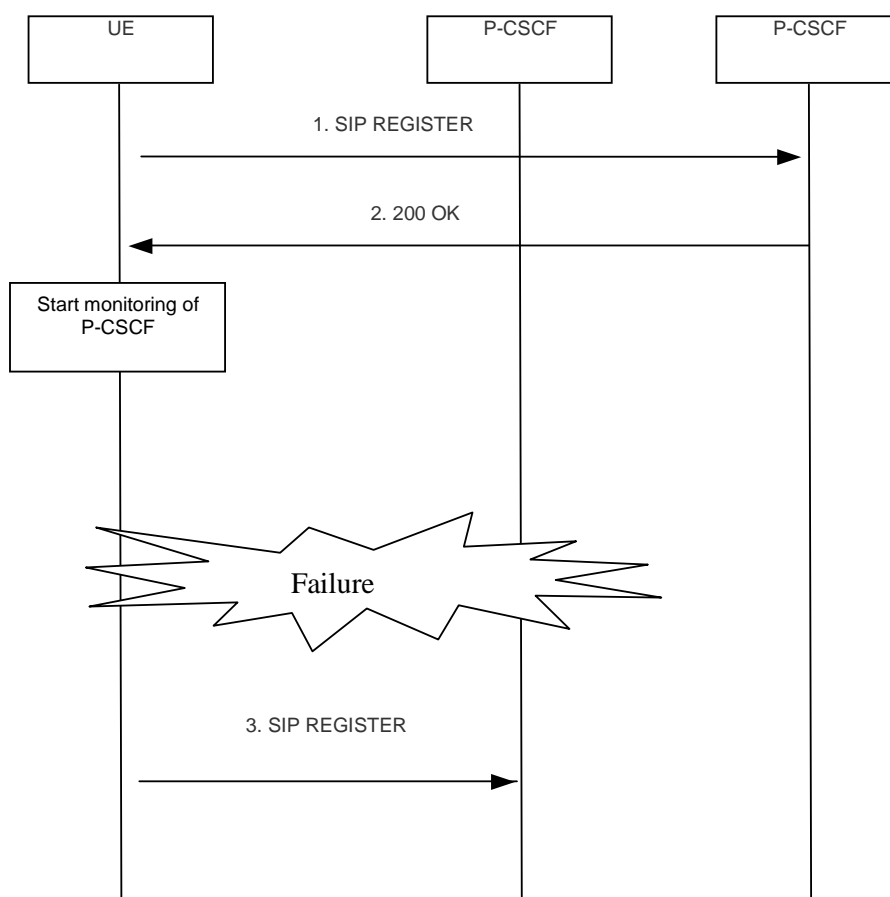 UE
P-CSCF
P-CSCF
1. SIP REGISTER
2. 200 OK
Start monitoring of
P-CSCF
Failure
3. SIP REGISTER